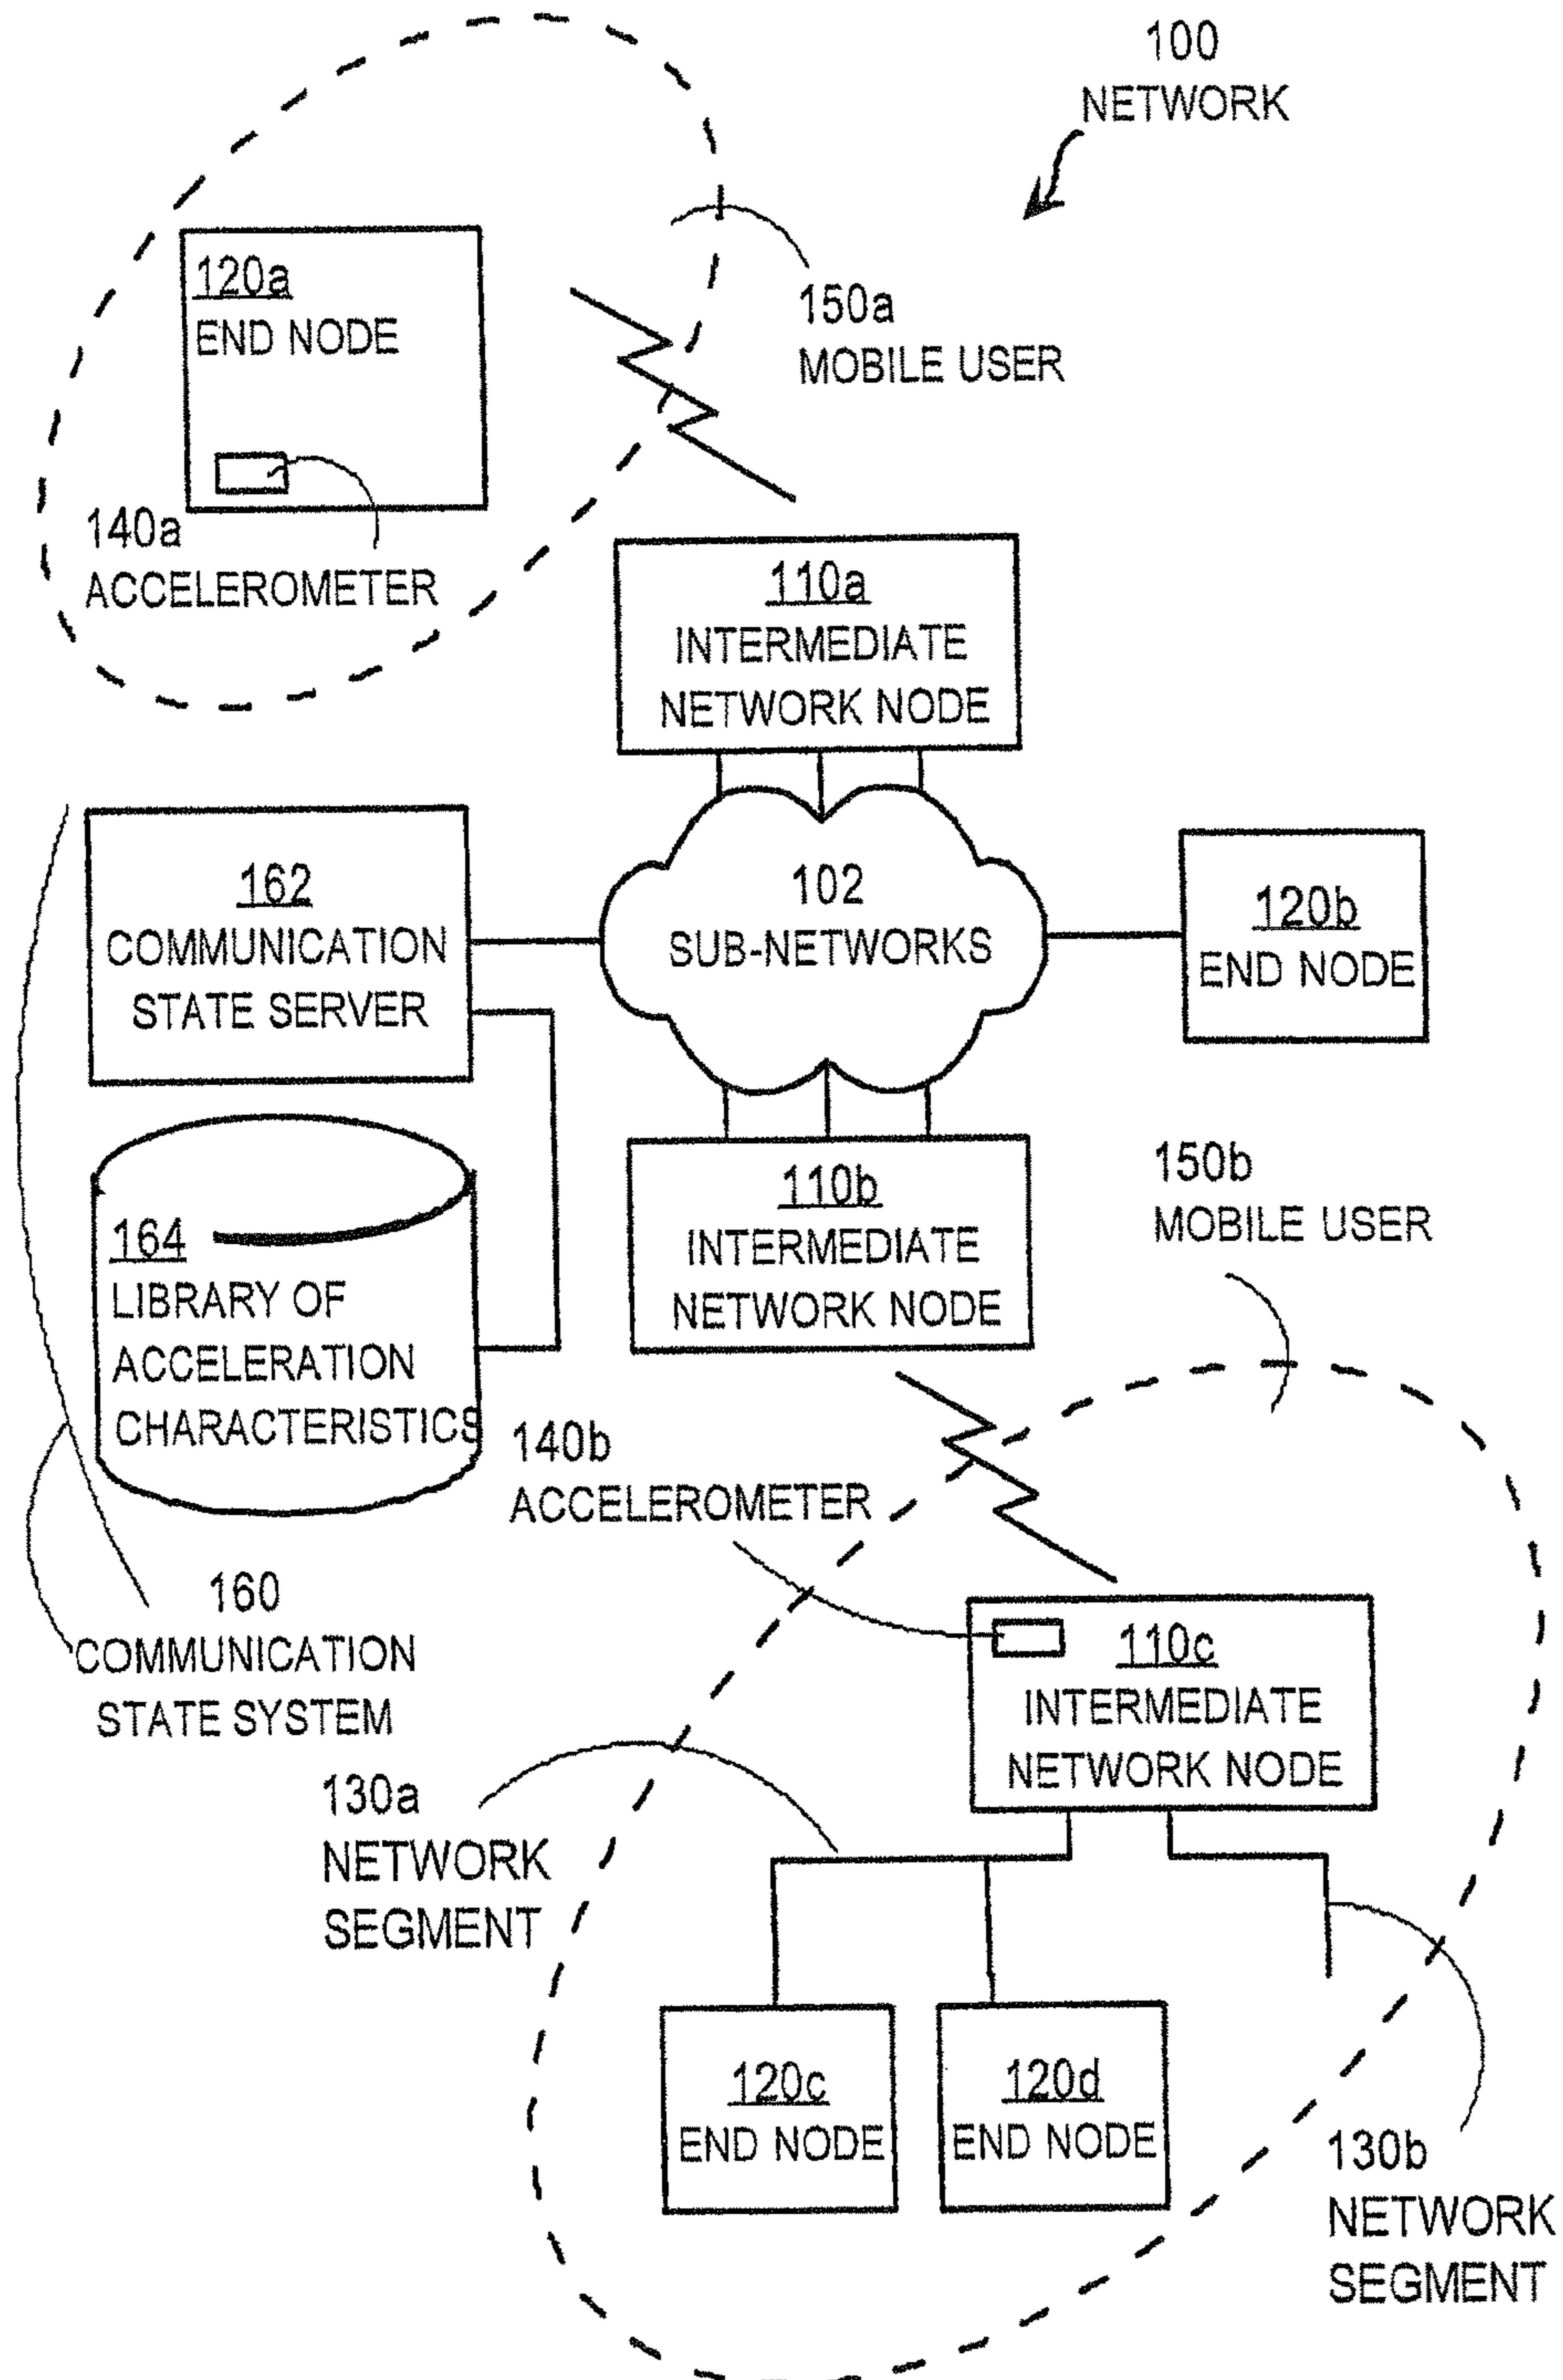 100
NETWORK
120a
END NODE
150a
MOBILE USER
140a
ACCELEROMETER
110a
INTERMEDIATE
NETWORK NODE
162
COMMUNICATION
STATE SERVER
102
SUB-NETWORKS
120b
END NODE
110b
INTERMEDIATE
NETWORK NODE
150b
MOBILE USER
164
LIBRARY OF
ACCELERATION
CHARACTERISTICS
140b
ACCELEROMETER
160
COMMUNICATION
STATE SYSTEM
110c
INTERMEDIATE
NETWORK NODE
130a
NETWORK
SEGMENT
120c
END NODE
120d
END NODE
130b
NETWORK
SEGMENT